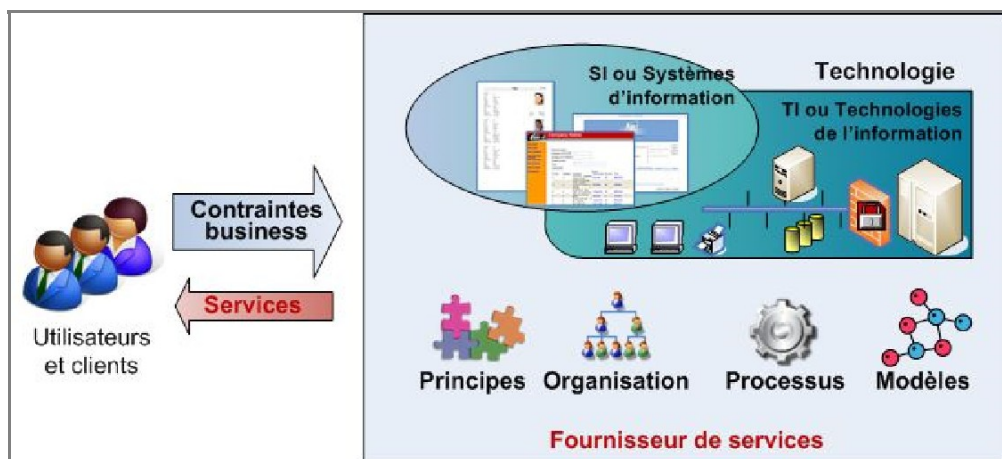 SI ou Systèmes
d'information
Technologie
TI ou Technologies
de l'information
Contraintes
business
Services
Utilisateurs
et clients
Principes
Organisation
Processus
Modèles
Fournisseur de services